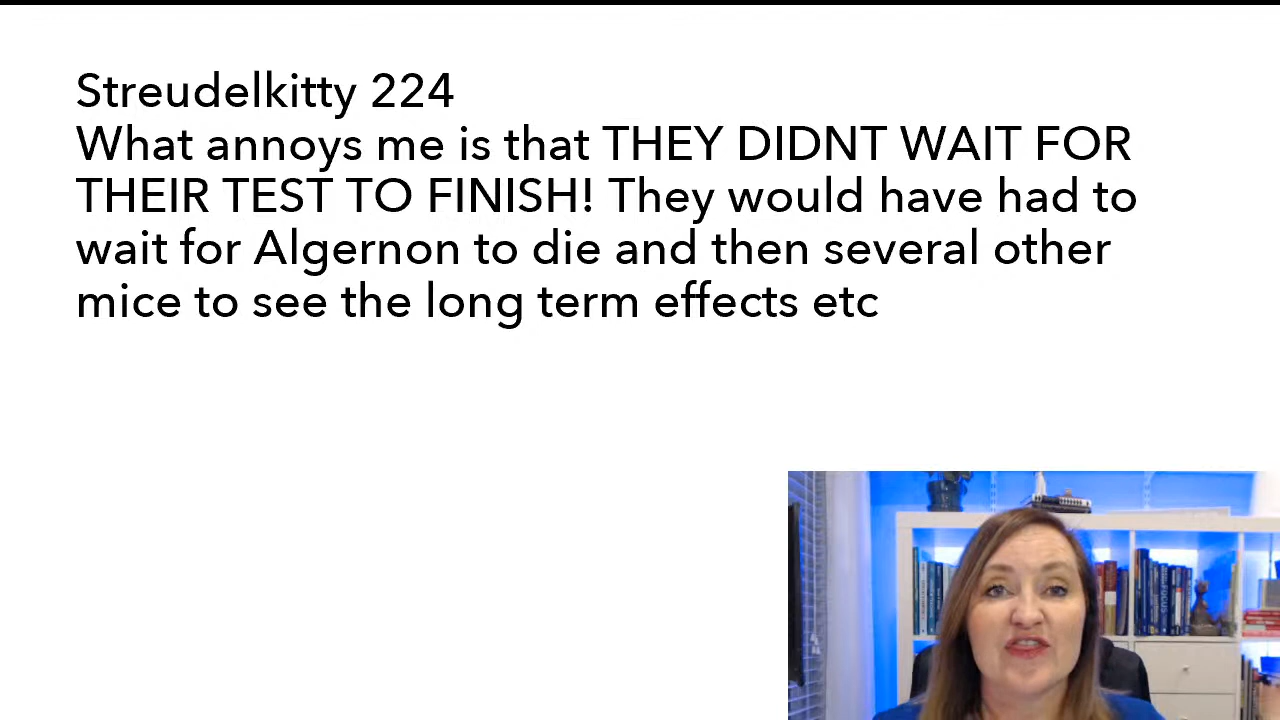 Streudelkitty 224
What annoys me is that THEY DIDNT WAIT FOR
THEIR TEST TO FINISH! They would have had to
wait for Algernon to die and then several other
mice to see the long term effects etc